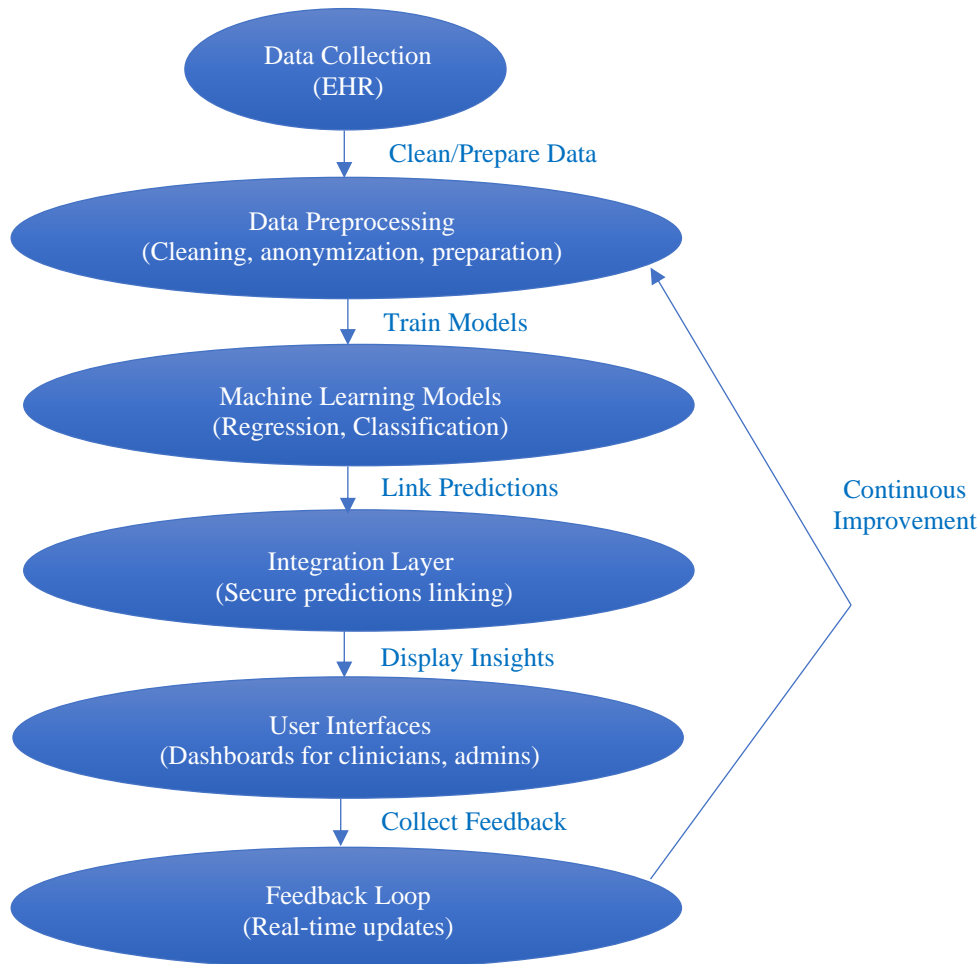 Data Collection
(EHR)
Clean/Prepare Data
Data Preprocessing
(Cleaning, anonymization, preparation)
Train Models
Machine Learning Models
(Regression, Classification)
Link Predictions
Continuous
Improvement
Integration Layer
(Secure predictions linking)
Display Insights
User Interfaces
(Dashboards for clinicians, admins)
Collect Feedback
Feedback Loop
(Real-time updates)